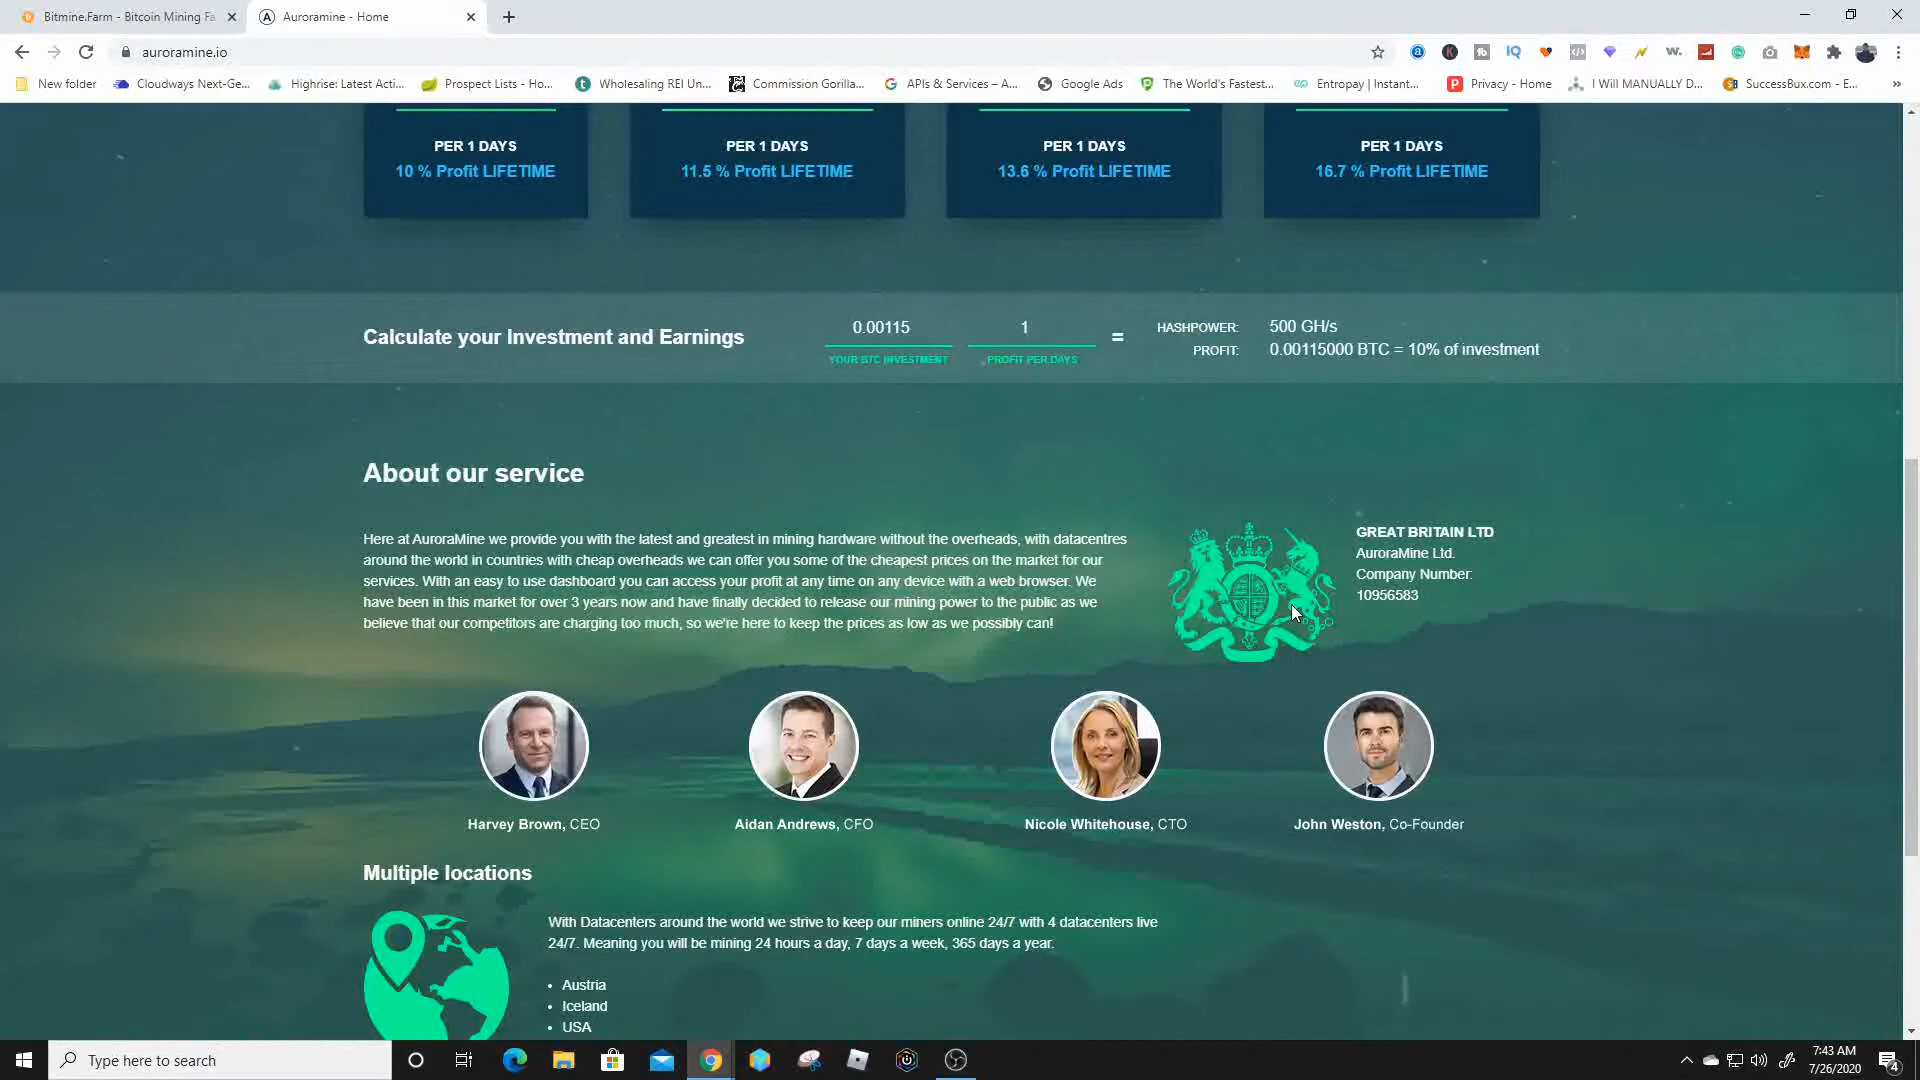 Bitmine.Farm - Bitcoin Mining Fa
Auroramine - Home
auroramine.io
New folder
Cloudways Next-Ge...
Highrise: Latest Acti...
Prospect Lists - Ho...
Wholesaling REI Un...
Commission Gorilla...
APIs & Services – A...
Google Ads
The World's Fastest...
Entropay | Instant...
Privacy - Home
I Will MANUALLY D...
SuccessBux.com - E...
PER 1 DAYS
10 % Profit LIFETIME
PER 1 DAYS
11.5 % Profit LIFETIME
PER 1 DAYS
13.6 % Profit LIFETIME
PER 1 DAYS
16.7 % Profit LIFETIME
Calculate your Investment and Earnings
0.00115
YOUR BTC INVESTMENT
1
PROFIT PER DAYS
=
HASHPOWER: 500 GH/s
PROFIT: 0.00115000 BTC = 10% of investment
About our service
Here at AuroraMine we provide you with the latest and greatest in mining hardware without the overheads, with datacentres
around the world in countries with cheap overheads we can offer you some of the cheapest prices on the market for our
services. With an easy to use dashboard you can access your profit at any time on any device with a web browser. We
have been in this market for over 3 years now and have finally decided to release our mining power to the public as we
believe that our competitors are charging too much, so we're here to keep the prices as low as we possibly can!
GREAT BRITAIN LTD
AuroraMine Ltd.
Company Number:
10956583
Harvey Brown, CEO
Aidan Andrews, CFO
Nicole Whitehouse, CTO
John Weston, Co-Founder
Multiple locations
With Datacenters around the world we strive to keep our miners online 24/7 with 4 datacenters live
24/7. Meaning you will be mining 24 hours a day, 7 days a week, 365 days a year.
• Austria
• Iceland
• USA
Type here to search
7:43 AM
7/26/2020
4